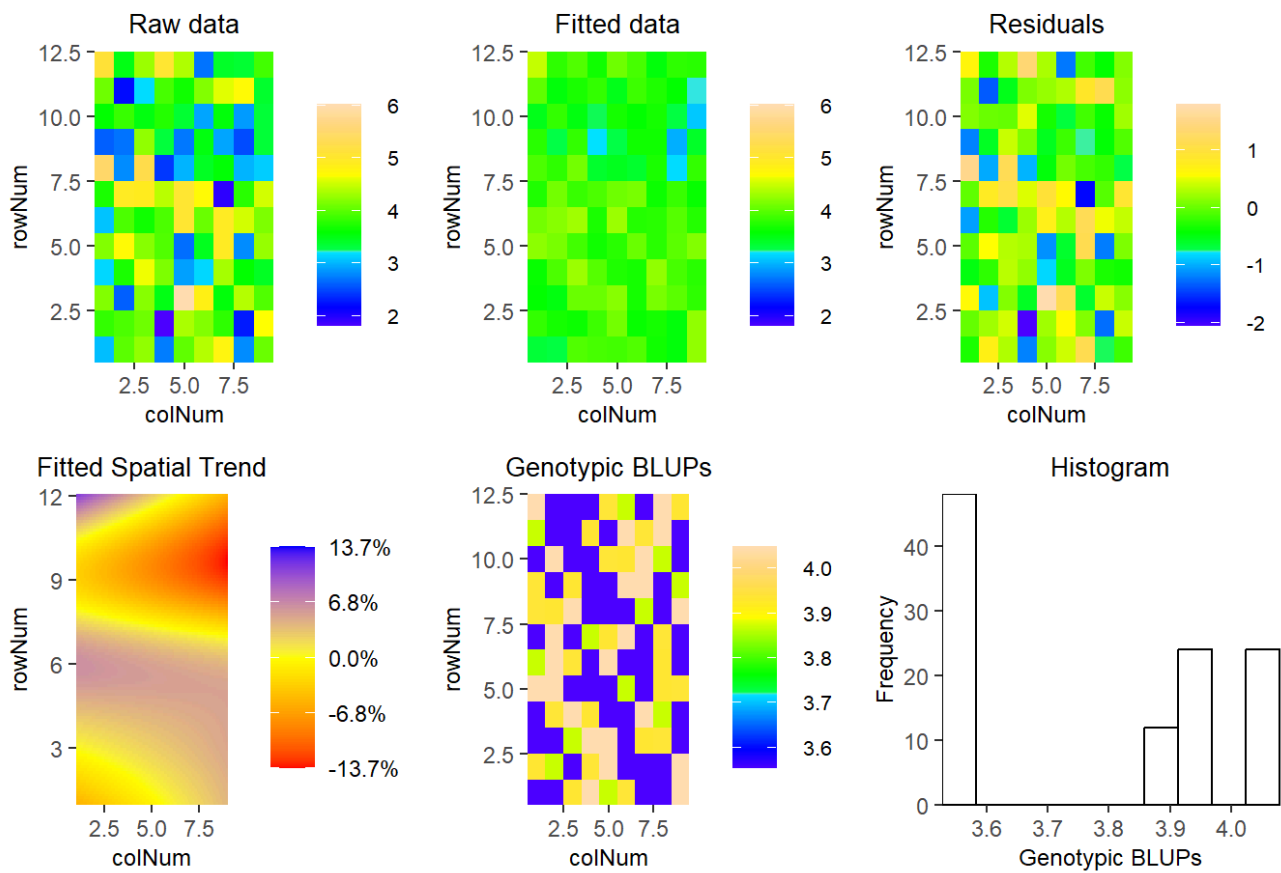 Raw data
12.5
10.0
7.5
5.0
2.5
rowNum
2.5 5.0 7.5
colNum
6
5
4
3
2
Fitted data
12.5
10.0
7.5
5.0
2.5
rowNum
2.5 5.0 7.5
colNum
6
5
4
3
2
Residuals
12.5
10.0
7.5
5.0
2.5
rowNum
2.5 5.0 7.5
colNum
1
0
-1
-2
Fitted Spatial Trend
12
9
6
3
rowNum
2.5 5.0 7.5
colNum
13.7%
6.8%
0.0%
-6.8%
-13.7%
Genotypic BLUPs
12.5
10.0
7.5
5.0
2.5
rowNum
2.5 5.0 7.5
colNum
4.0
3.9
3.8
3.7
3.6
Histogram
40
30
20
10
0
Frequency
3.6 3.7 3.8 3.9 4.0
Genotypic BLUPs